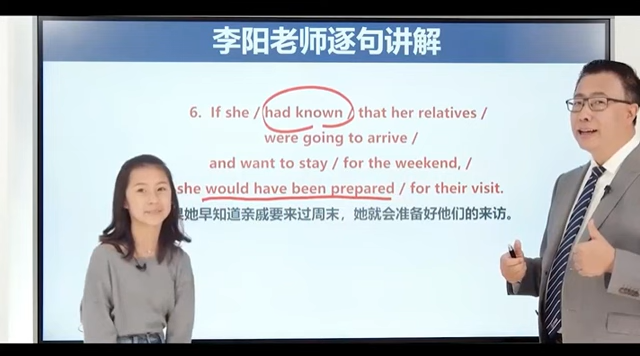 李阳老师逐句讲解
6. If she / had known / that her relatives /
were going to arrive /
and want to stay / for the weekend, /
she would have been prepared / for their visit.
是她早知道亲戚要来过周末，她就会准备好他们的来访。